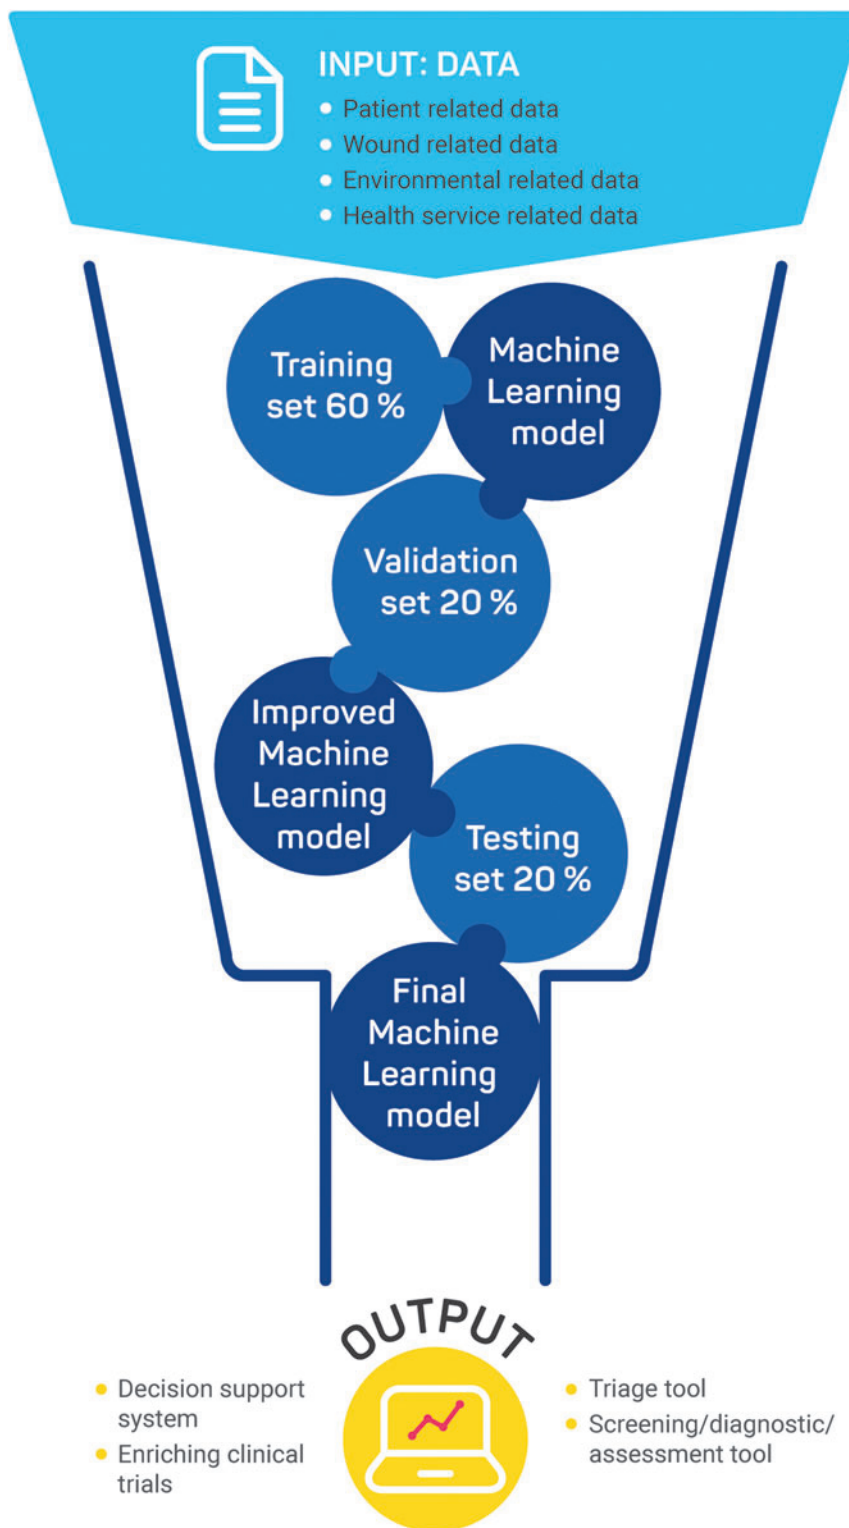 INPUT: DATA
• Patient related data
• Wound related data
• Environmental related data
• Health service related data
Training
set 60 %
Machine
Learning
model
Validation
set 20 %
Improved
Machine
Learning
model
Testing
set 20 %
Final
Machine
Learning
model
OUTPUT
• Decision support
system
• Enriching clinical
trials
• Triage tool
• Screening/diagnostic/
assessment tool